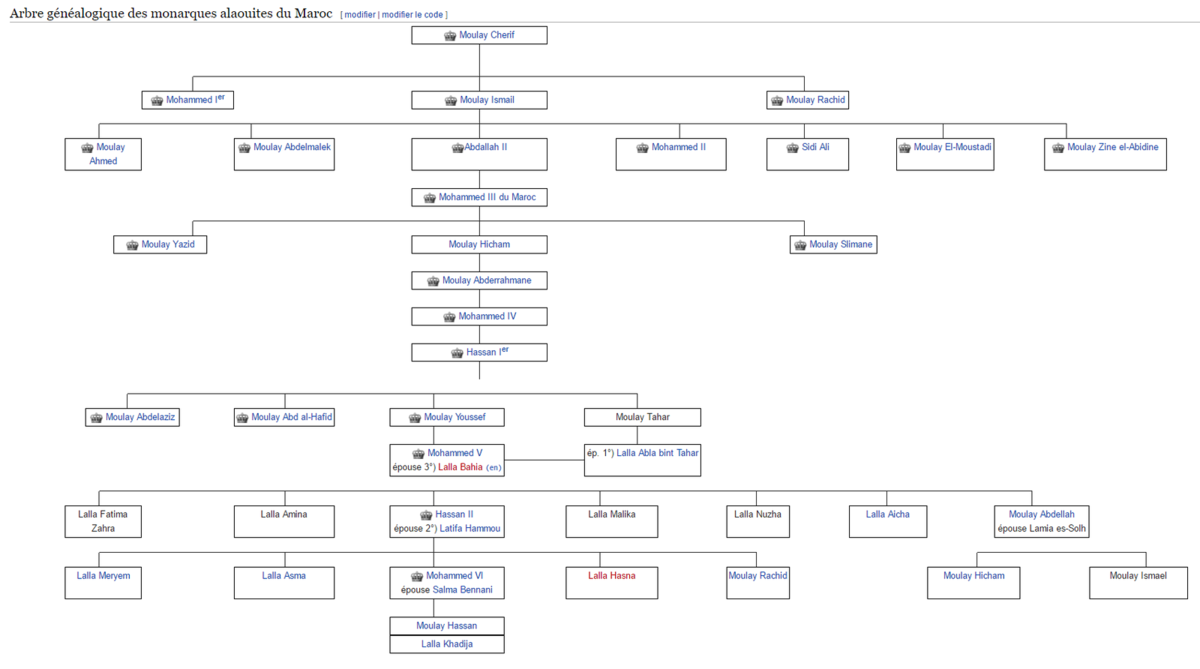 Arbre généalogique des monarques alaouites du Maroc [ modifier | modifier le code ]
Moulay Cherif
Mohammed Ier
Moulay Ismail
Moulay Rachid
Moulay
Ahmed
Moulay Abdelmalek
Abdallah II
Mohammed II
Sidi Ali
Moulay El-Moustadi
Moulay Zine el-Abidine
Mohammed III du Maroc
Moulay Yazid
Moulay Hicham
Moulay Slimane
Moulay Abderrahmane
Mohammed IV
Hassan Ier
Moulay Abdelaziz
Moulay Abd al-Hafid
Moulay Youssef
Moulay Tahar
Mohammed V
épouse 3°) Lalla Bahia (en)
ép. 1°) Lalla Abla bint Tahar
Lalla Fatima
Zahra
Lalla Amina
Hassan II
épouse 2°) Latifa Hammou
Lalla Malika
Lalla Nuzha
Lalla Aicha
Moulay Abdellah
épouse Lamia es-Solh
Lalla Meryem
Lalla Asma
Mohammed VI
épouse Salma Bennani
Lalla Hasna
Moulay Rachid
Moulay Hicham
Moulay Ismael
Moulay Hassan
Lalla Khadija